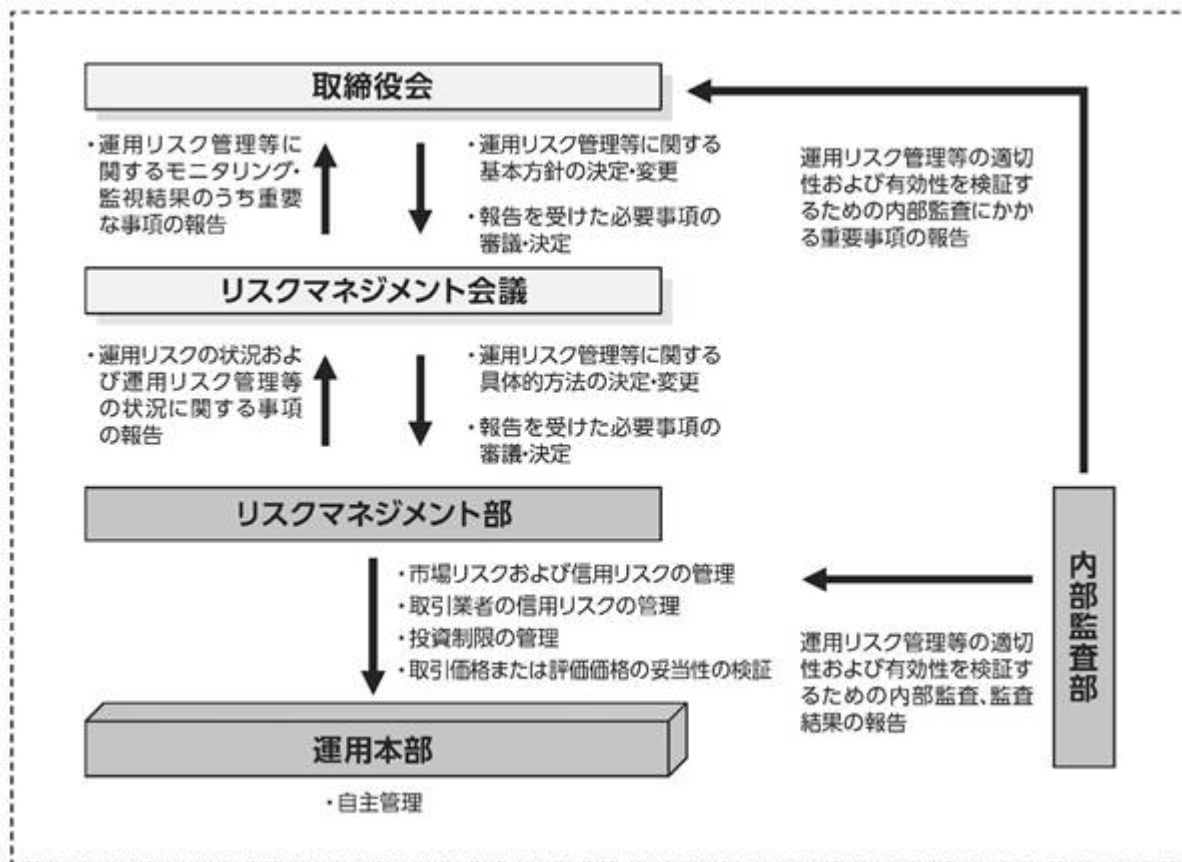 取締役会
・運用リスク管理等に
関するモニタリング・
監視結果のうち重要
な事項の報告
・運用リスク管理等に関する
基本方針の決定・変更
・報告を受けた必要事項の
審議・決定
運用リスク管理等の適切
性および有効性を検証す
るための内部監査にかか
る重要事項の報告
リスクマネジメント会議
・運用リスクの状況およ
び運用リスク管理等
の状況に関する事項
の報告
・運用リスク管理等に関する
具体的方法の決定・変更
・報告を受けた必要事項の
審議・決定
リスクマネジメント部
・市場リスクおよび信用リスクの管理
・取引業者の信用リスクの管理
・投資制限の管理
・取引価格または評価価格の妥当性の検証
内部監査部
運用リスク管理等の適切
性および有効性を検証す
るための内部監査、監査
結果の報告
運用本部
・自主管理